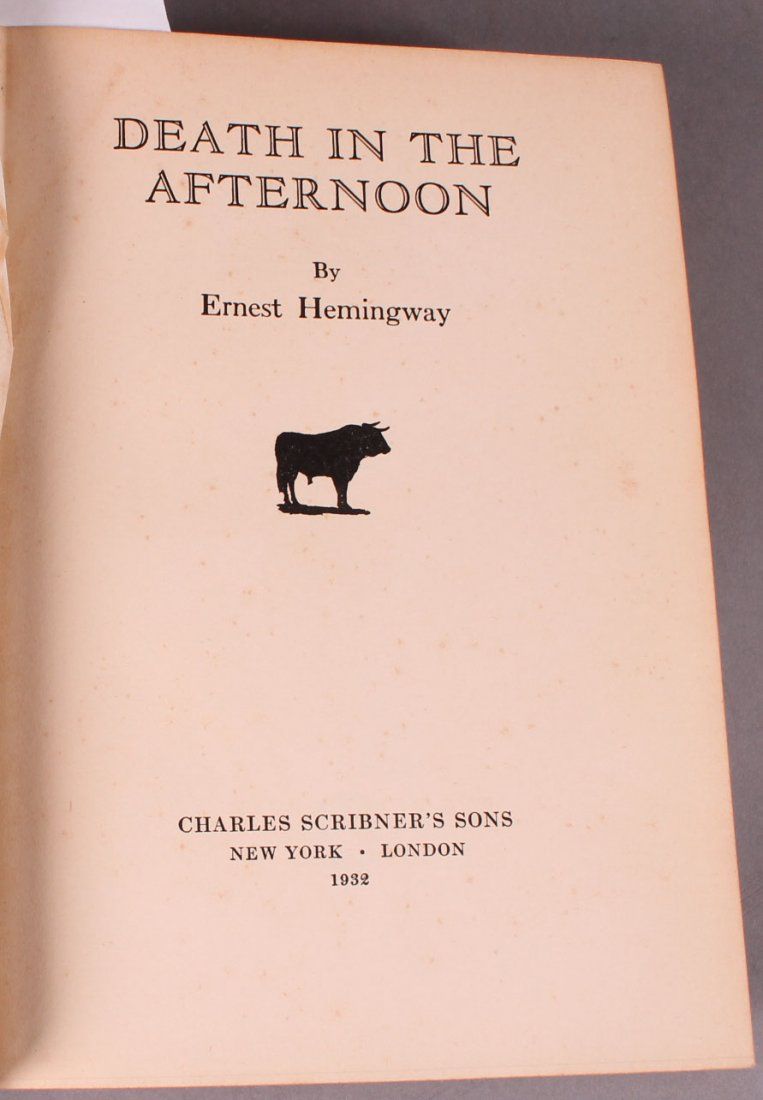 DEATH IN THE
AFTERNOON
By
Ernest Hemingway
CHARLES SCRIBNER'S SONS
NEW YORK · LONDON
1932